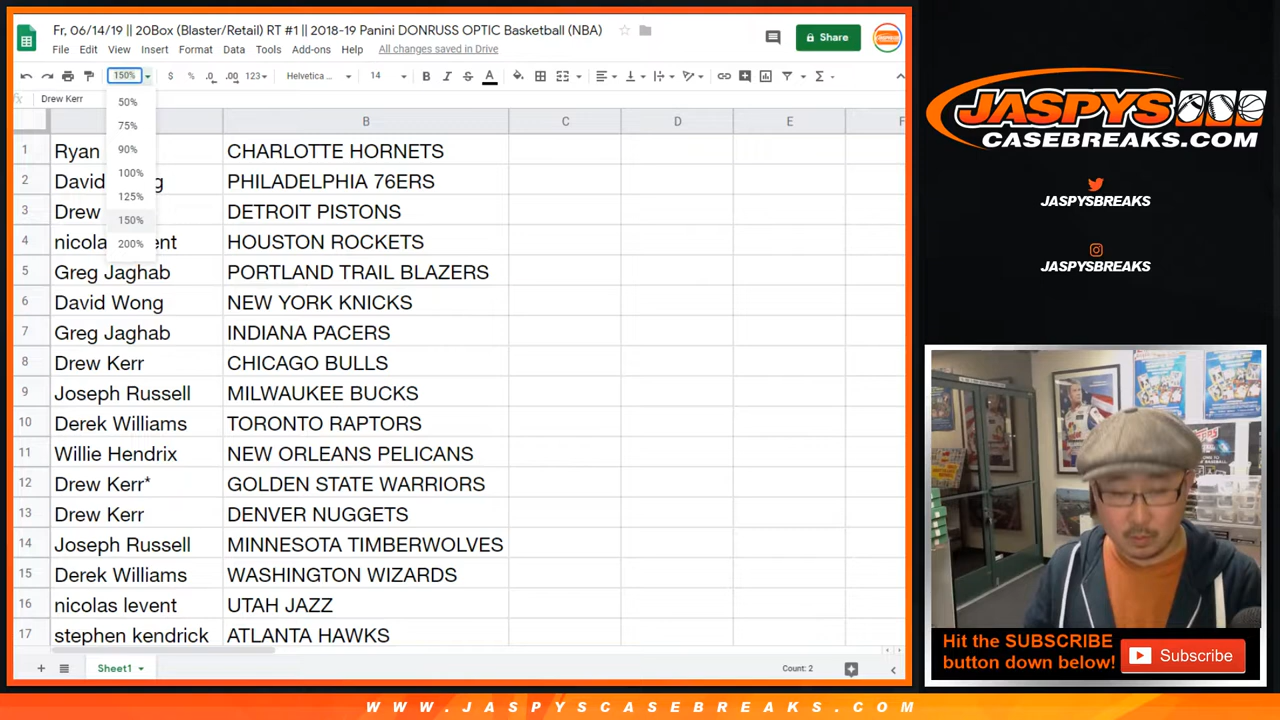 Fr, 06/14/19 || 20Box (Blaster/Retail) RT #1 || 2018-19 Panini DONRUSS OPTIC Basketball (NBA)
File Edit View Insert Format Data Tools Add-ons Help All changes saved in Drive
Share
150% $ % .0 .00 123 Helvetica ... 14 B I S A
fx Drew Kerr
50%
75%
90%
100%
125%
150%
200%
B C D E F
1 Ryan CHARLOTTE HORNETS
2 David PHILADELPHIA 76ERS
3 Drew DETROIT PISTONS
4 HOUSTON ROCKETS
5 Greg Jaghab PORTLAND TRAIL BLAZERS
6 David Wong NEW YORK KNICKS
7 Greg Jaghab INDIANA PACERS
8 Drew Kerr CHICAGO BULLS
9 Joseph Russell MILWAUKEE BUCKS
10 Derek Williams TORONTO RAPTORS
11 Willie Hendrix NEW ORLEANS PELICANS
12 Drew Kerr* GOLDEN STATE WARRIORS
13 Drew Kerr DENVER NUGGETS
14 Joseph Russell MINNESOTA TIMBERWOLVES
15 Derek Williams WASHINGTON WIZARDS
16 nicolas levent UTAH JAZZ
17 stephen kendrick ATLANTA HAWKS
Sheet1
Count: 2
JASPYS
CASEBREAKS.COM
JASPYSBREAKS
JASPYSBREAKS
Hit the SUBSCRIBE
button down below!
Subscribe
WWW.JASPYSCASEBREAKS.COM